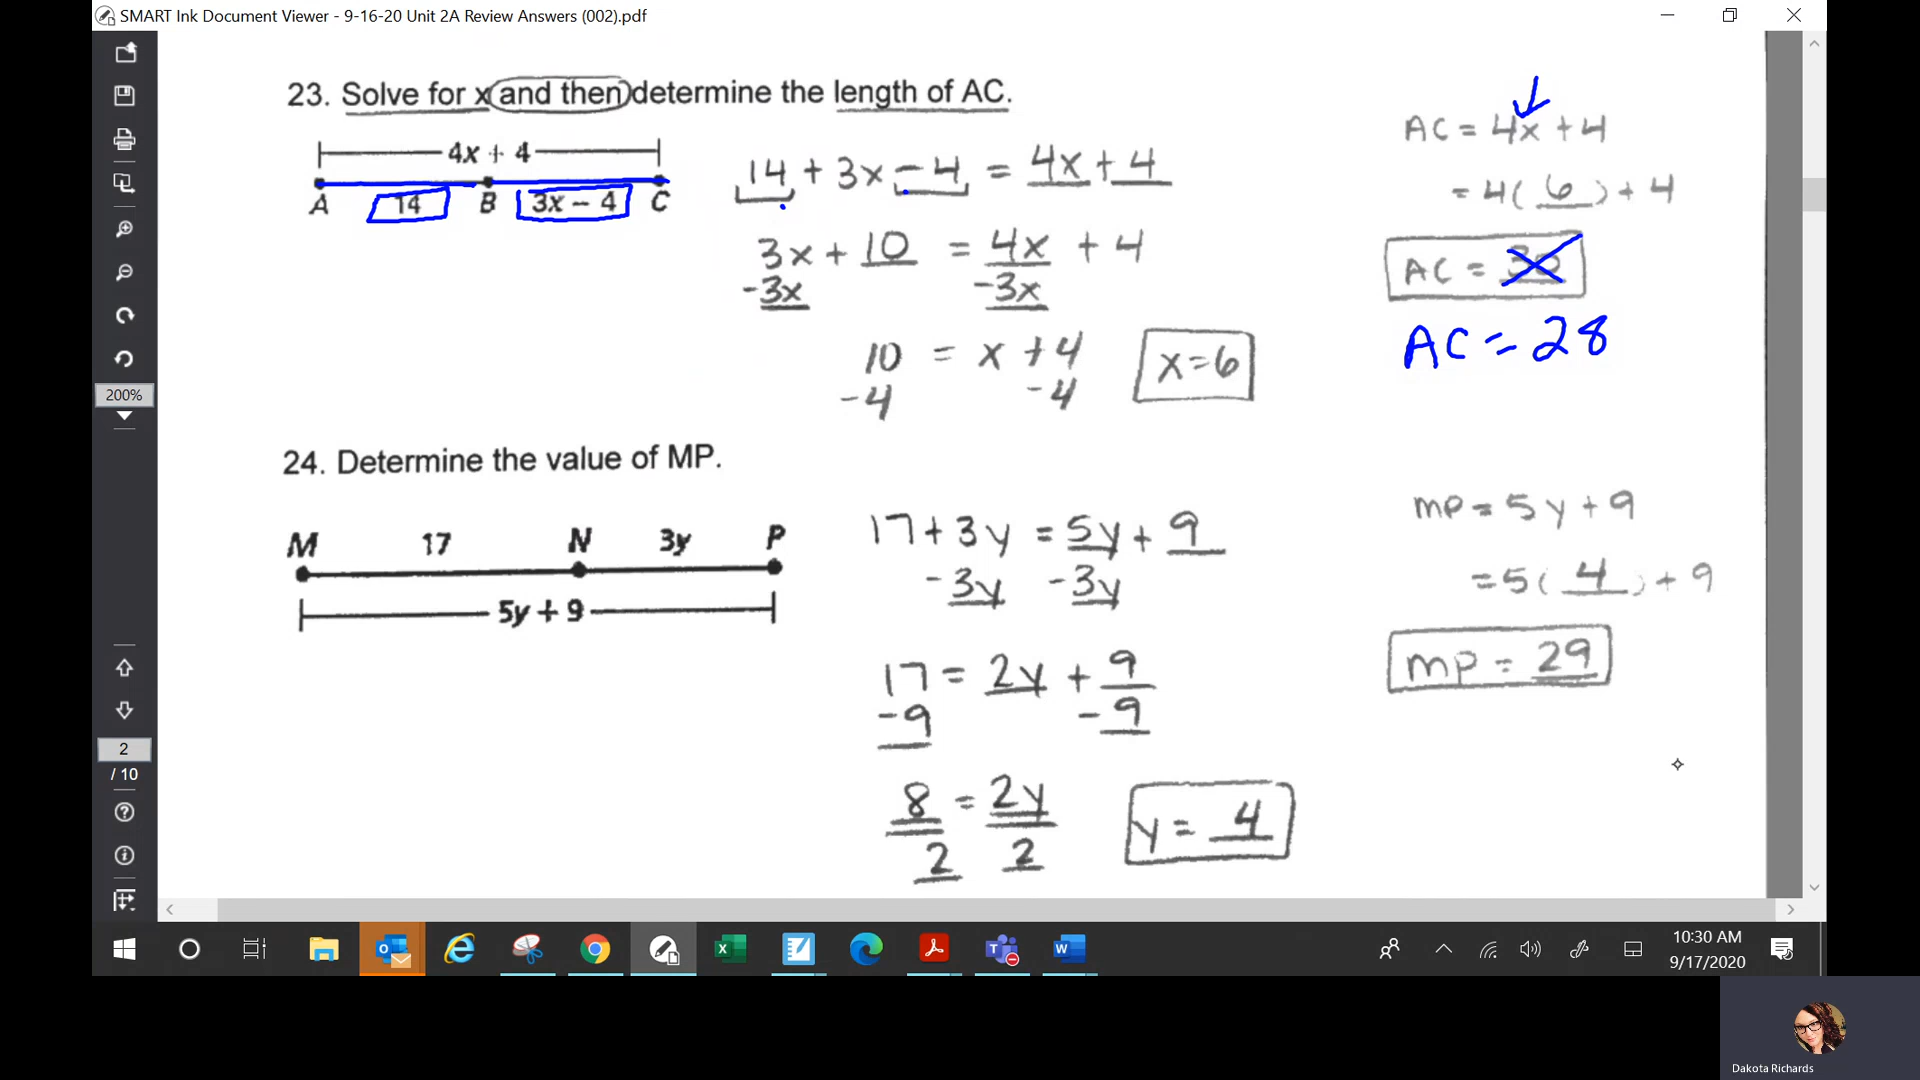 SMART Ink Document Viewer - 9-16-20 Unit 2A Review Answers (002).pdf
23. Solve for x and then determine the length of AC.
4x + 4
A 14 B 3x - 4 C
14 + 3x - 4 = 4x + 4
3x + 10 = 4x + 4
-3x -3x
10 = x + 4
-4 -4
x = 6
AC = 4x + 4
= 4( 6 ) + 4
AC =
AC = 28
24. Determine the value of MP.
M 17 N 3y P
5y + 9
17 + 3y = 5y + 9
-3y -3y
17 = 2y + 9
-9 -9
8 = 2y
2 2
y = 4
MP = 5y + 9
= 5( 4 ) + 9
MP = 29
200%
2
/ 10
10:30 AM
9/17/2020
Dakota Richards